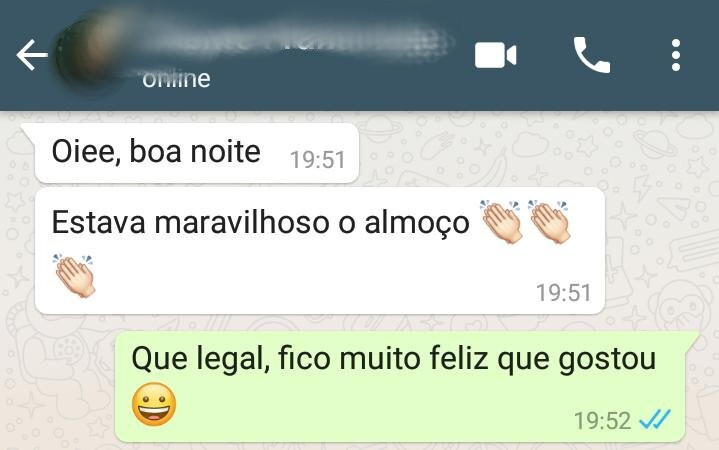 online
Oiee, boa noite 19:51
Estava maravilhoso o almoço 👏👏
👏
19:51
Que legal, fico muito feliz que gostou
😀
19:52